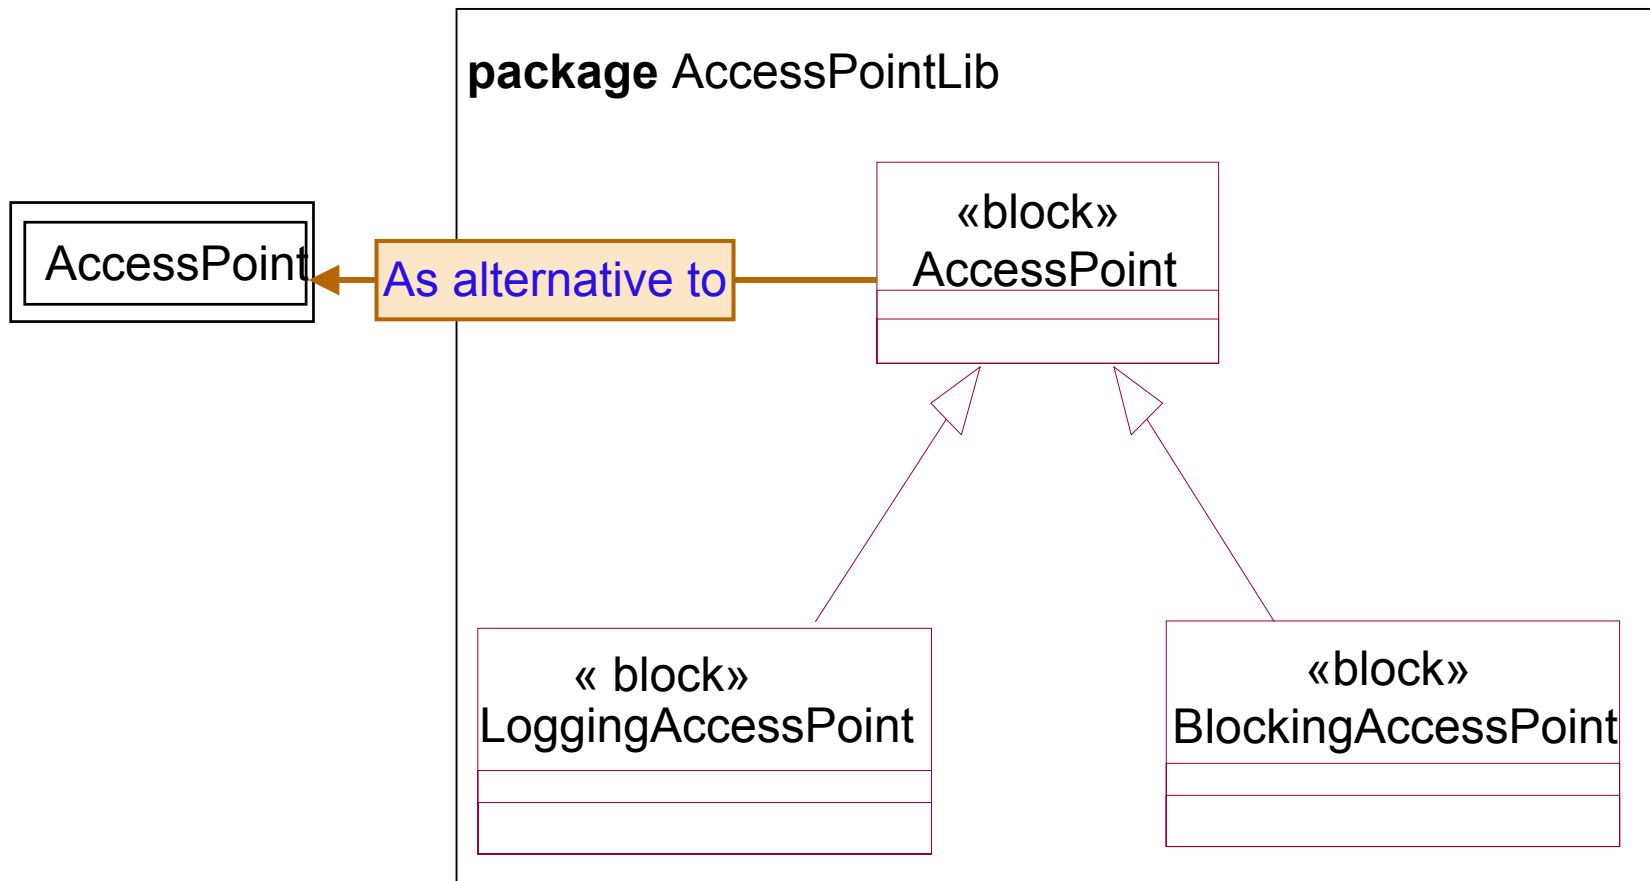 package AccessPointLib
«block»
AccessPoint
AccessPoint
As alternative to
« block»
LoggingAccessPoint
«block»
BlockingAccessPoint